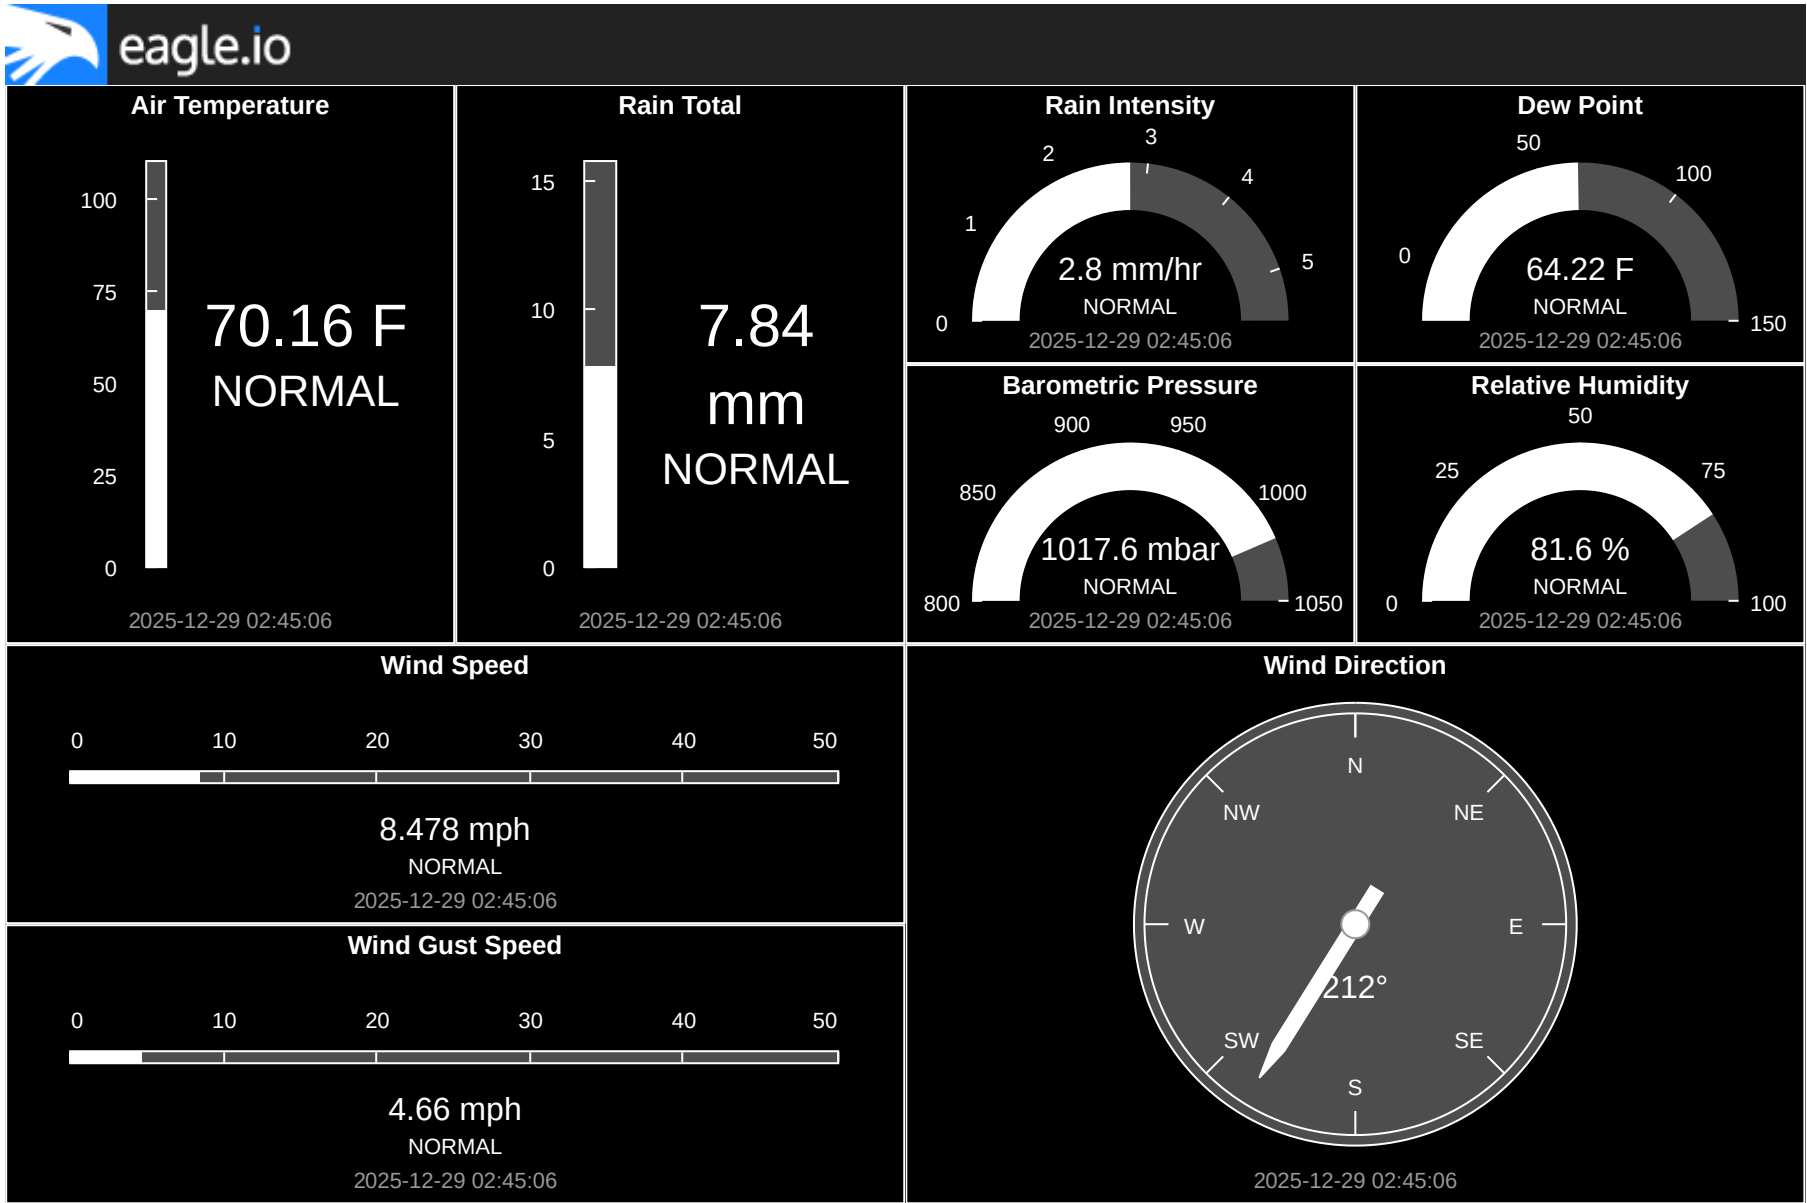 eagle.io
Air Temperature
100
75
50
25
0
70.16 F
NORMAL
2025-12-29 02:45:06
Rain Total
15
10
5
0
7.84
mm
NORMAL
2025-12-29 02:45:06
Rain Intensity
0
1
2
3
4
5
2.8 mm/hr
NORMAL
2025-12-29 02:45:06
Dew Point
0
50
100
150
64.22 F
NORMAL
2025-12-29 02:45:06
Barometric Pressure
800
850
900
950
1000
1050
1017.6 mbar
NORMAL
2025-12-29 02:45:06
Relative Humidity
0
25
50
75
100
81.6 %
NORMAL
2025-12-29 02:45:06
Wind Speed
0 10 20 30 40 50
8.478 mph
NORMAL
2025-12-29 02:45:06
Wind Gust Speed
0 10 20 30 40 50
4.66 mph
NORMAL
2025-12-29 02:45:06
Wind Direction
N
NW NE
W E
212°
SW SE
S
2025-12-29 02:45:06